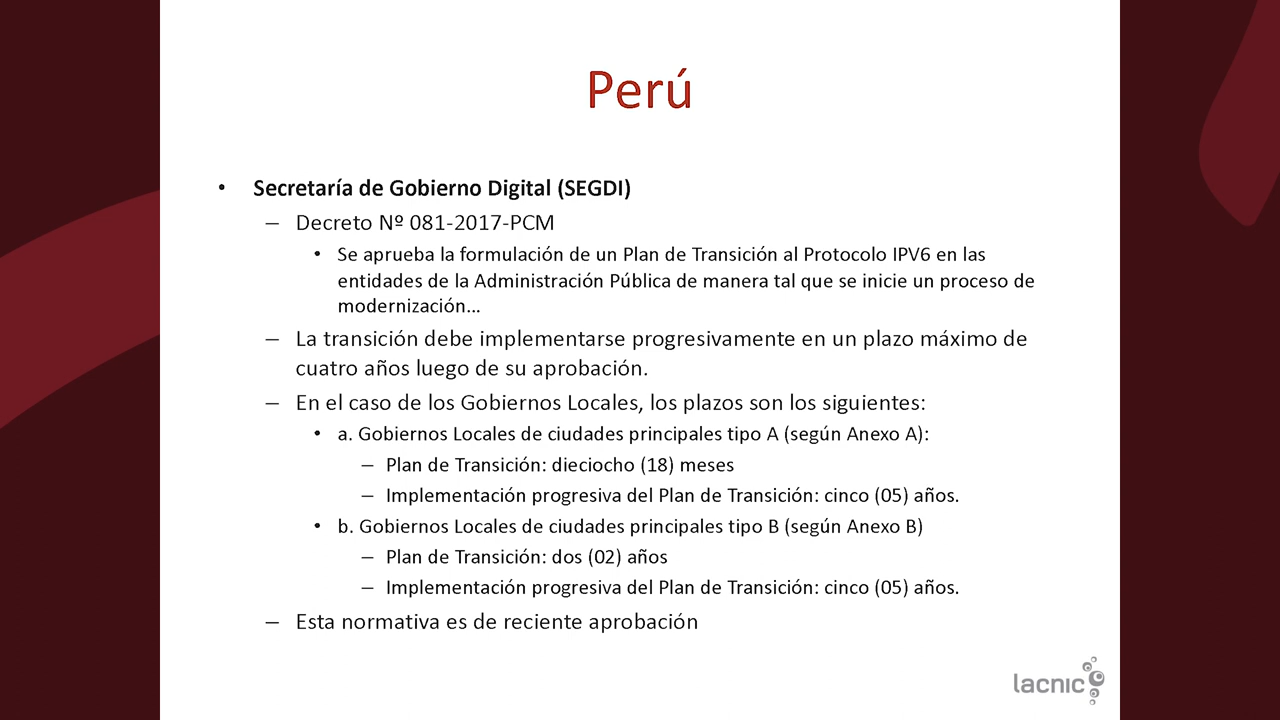 Perú
• Secretaría de Gobierno Digital (SEGDI)
– Decreto Nº 081-2017-PCM
• Se aprueba la formulación de un Plan de Transición al Protocolo IPV6 en las
entidades de la Administración Pública de manera tal que se inicie un proceso de
modernización...
– La transición debe implementarse progresivamente en un plazo máximo de
cuatro años luego de su aprobación.
– En el caso de los Gobiernos Locales, los plazos son los siguientes:
• a. Gobiernos Locales de ciudades principales tipo A (según Anexo A):
– Plan de Transición: dieciocho (18) meses
– Implementación progresiva del Plan de Transición: cinco (05) años.
• b. Gobiernos Locales de ciudades principales tipo B (según Anexo B)
– Plan de Transición: dos (02) años
– Implementación progresiva del Plan de Transición: cinco (05) años.
– Esta normativa es de reciente aprobación
lacnic